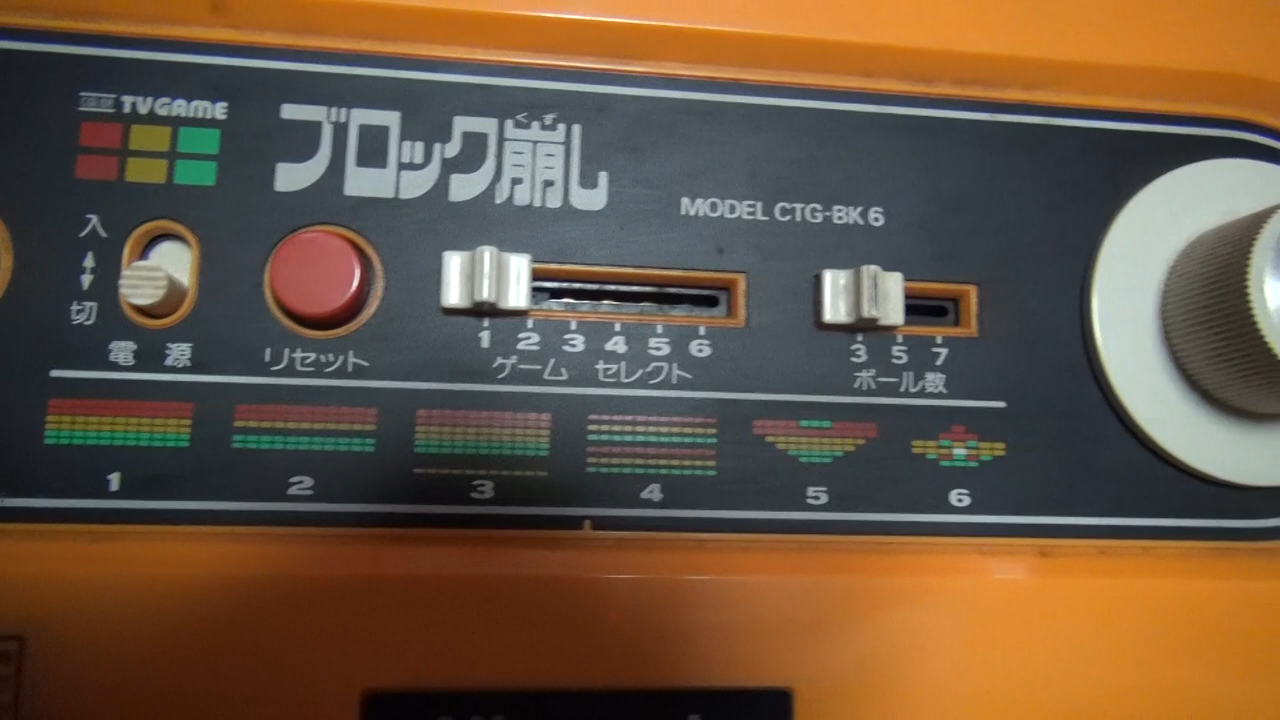 TVGAME
ブロック崩し
くず
MODEL CTG-BK6
入
切
電源
リセット
1 2 3 4 5 6
ゲーム セレクト
3 5 7
ボール数
1 2 3 4 5 6